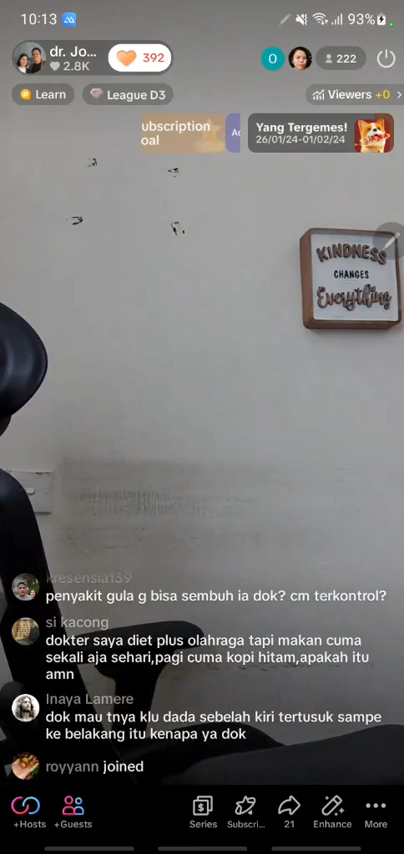 10:13
93%
dr. Jo...
2.8K
392
O
222
Learn
League D3
Viewers +0 >
ubscription
oal
Ac
Yang Tergemes!
26/01/24-01/02/24
KINDNESS
CHANGES
Everything
kresensia139
penyakit gula g bisa sembuh ia dok? cm terkontrol?
si kacong
dokter saya diet plus olahraga tapi makan cuma
sekali aja sehari,pagi cuma kopi hitam,apakah itu
amn
Inaya Lamere
dok mau tnya klu dada sebelah kiri tertusuk sampe
ke belakang itu kenapa ya dok
royyann joined
+Hosts
+Guests
Series
Subscri...
21
Enhance
More